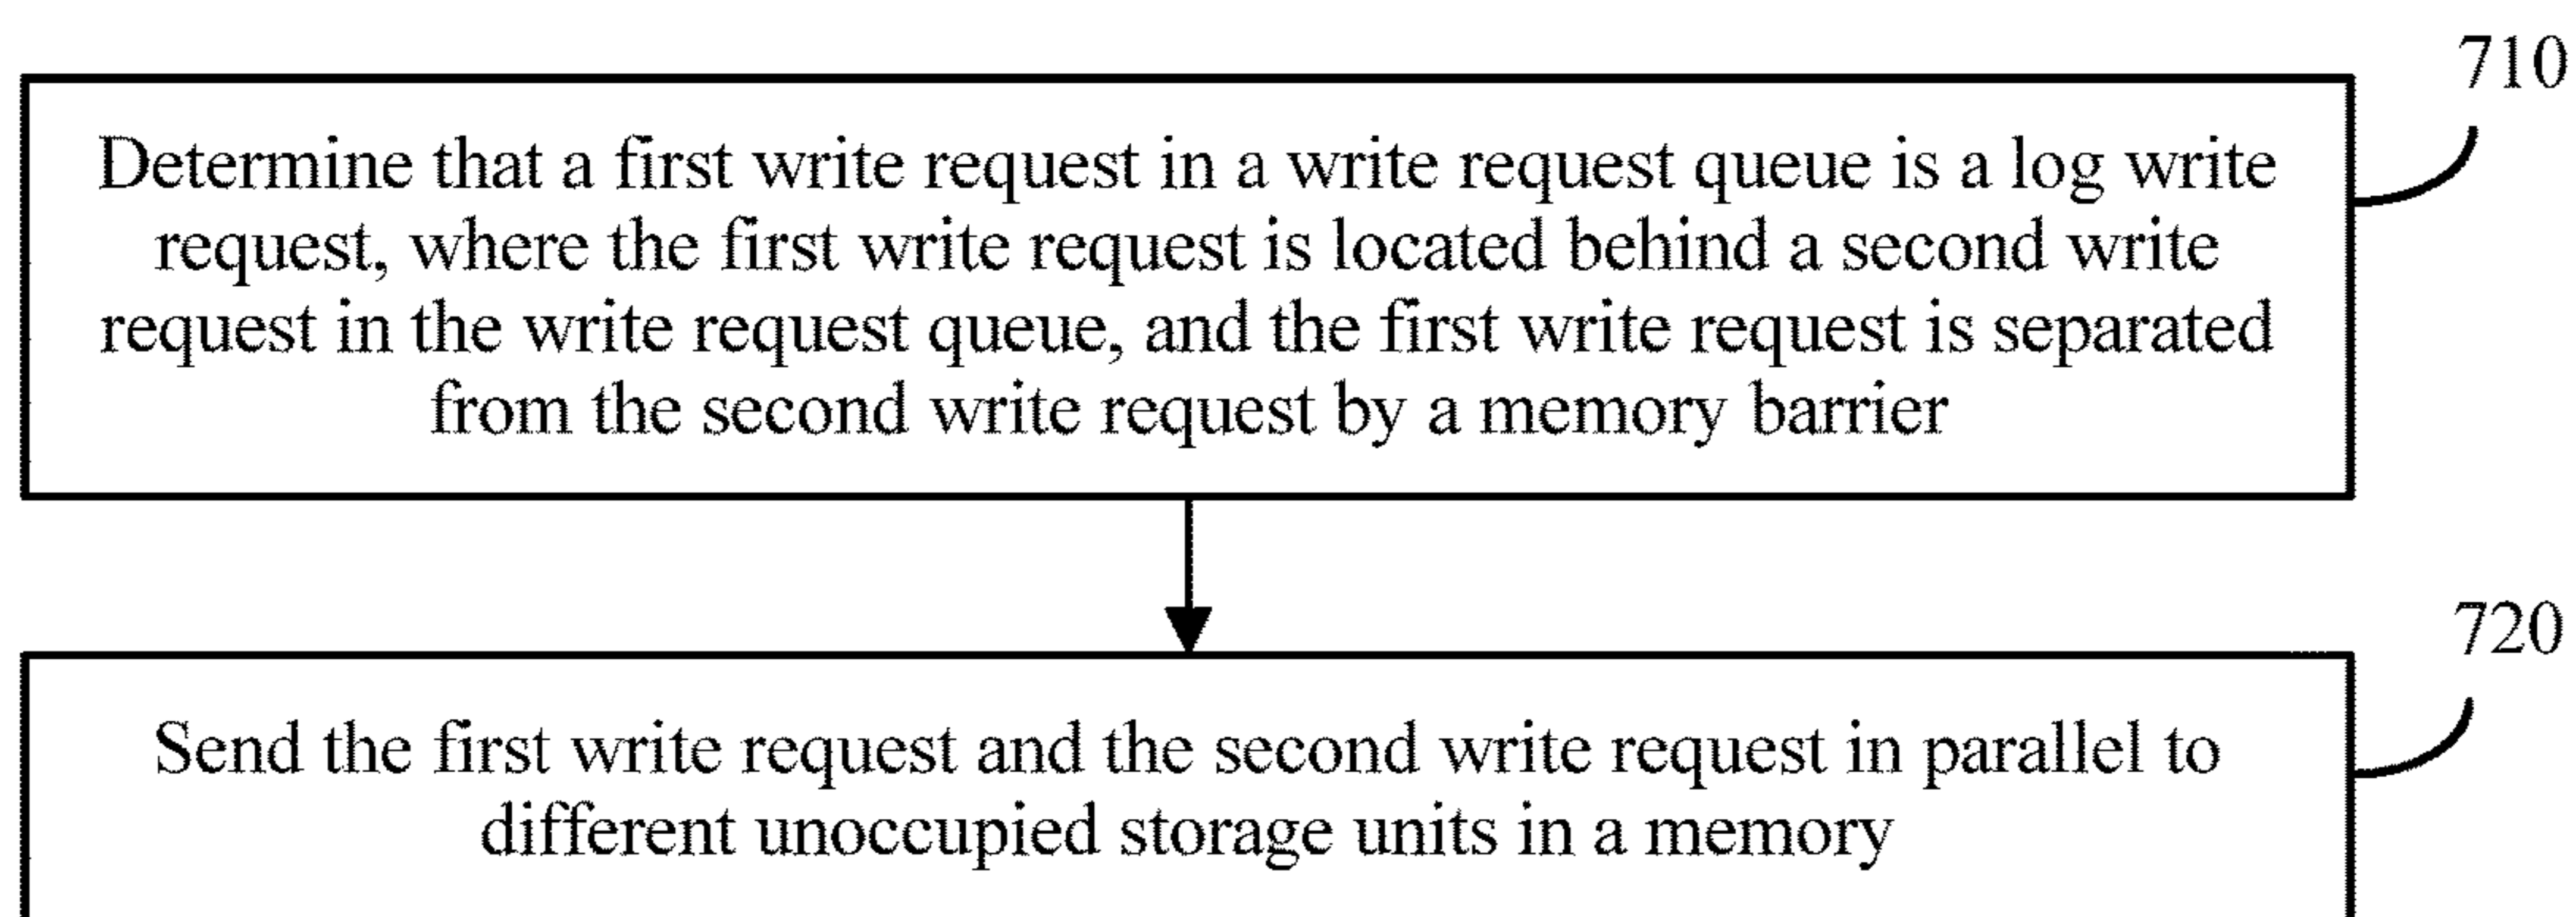 710
Determine that a first write request in a write request queue is a log write
request, where the first write request is located behind a second write
request in the write request queue, and the first write request is separated
from the second write request by a memory barrier
720
Send the first write request and the second write request in parallel to
different unoccupied storage units in a memory